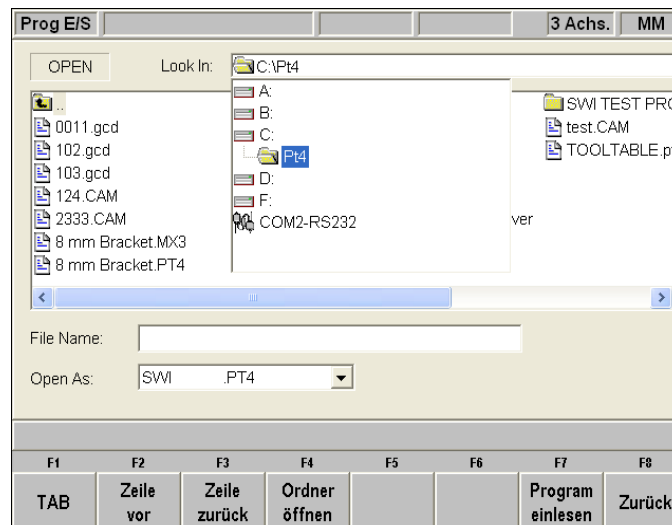 Prog E/S 3 Achs. MM
OPEN Look In: C:\Pt4
..
0011.gcd
102.gcd
103.gcd
124.CAM
2333.CAM
8 mm Bracket.MX3
8 mm Bracket.PT4
A:
B:
C:
Pt4
D:
F:
COM2-RS232
ver
SWI TEST PRO
test.CAM
TOOLTABLE.p
File Name:
Open As: SWI .PT4
F1 F2 F3 F4 F5 F6 F7 F8
TAB
Zeile
vor
Zeile
zurück
Ordner
öffnen
Program
einlesen
Zurück